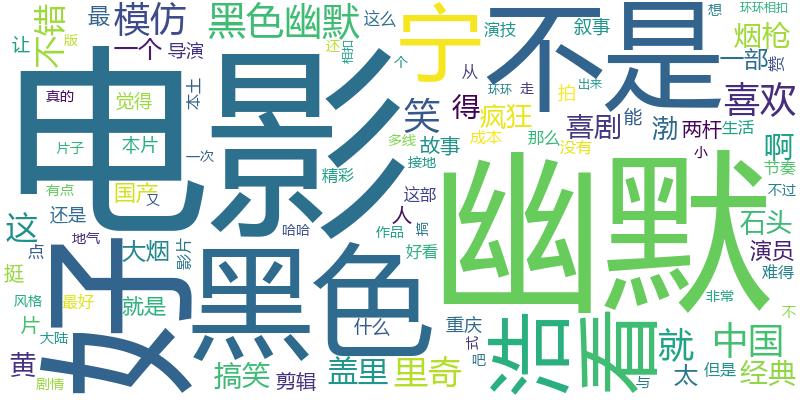 电影
幽默
不是
黑色
好
浩
看
宁
黑色幽默
模仿
不错
最
让
版
一个
导演
这么
还
相扣
个
演技
叙事
想
环环相扣
烟枪
一部
数
喜欢
从
拍
环环
走
出来
疯狂
得
笑
喜剧
渤
能
两杆
生活
小
啊
真的
觉得
本土
片子
本片
一次
多线
故事
成本
那么
没有
接地
节奏
不过
有点
国产
又
精彩
这部
人
搞
石头
这
还是
地气
哈哈
作品
好看
演员
难得
点
大烟
影片
挺
风格
最好
就是
非常
片
大陆
什么
重庆
式
吧
就
中国
不
黄
剧情
搞笑
剪辑
盖里
里奇
太
但是
与
经典